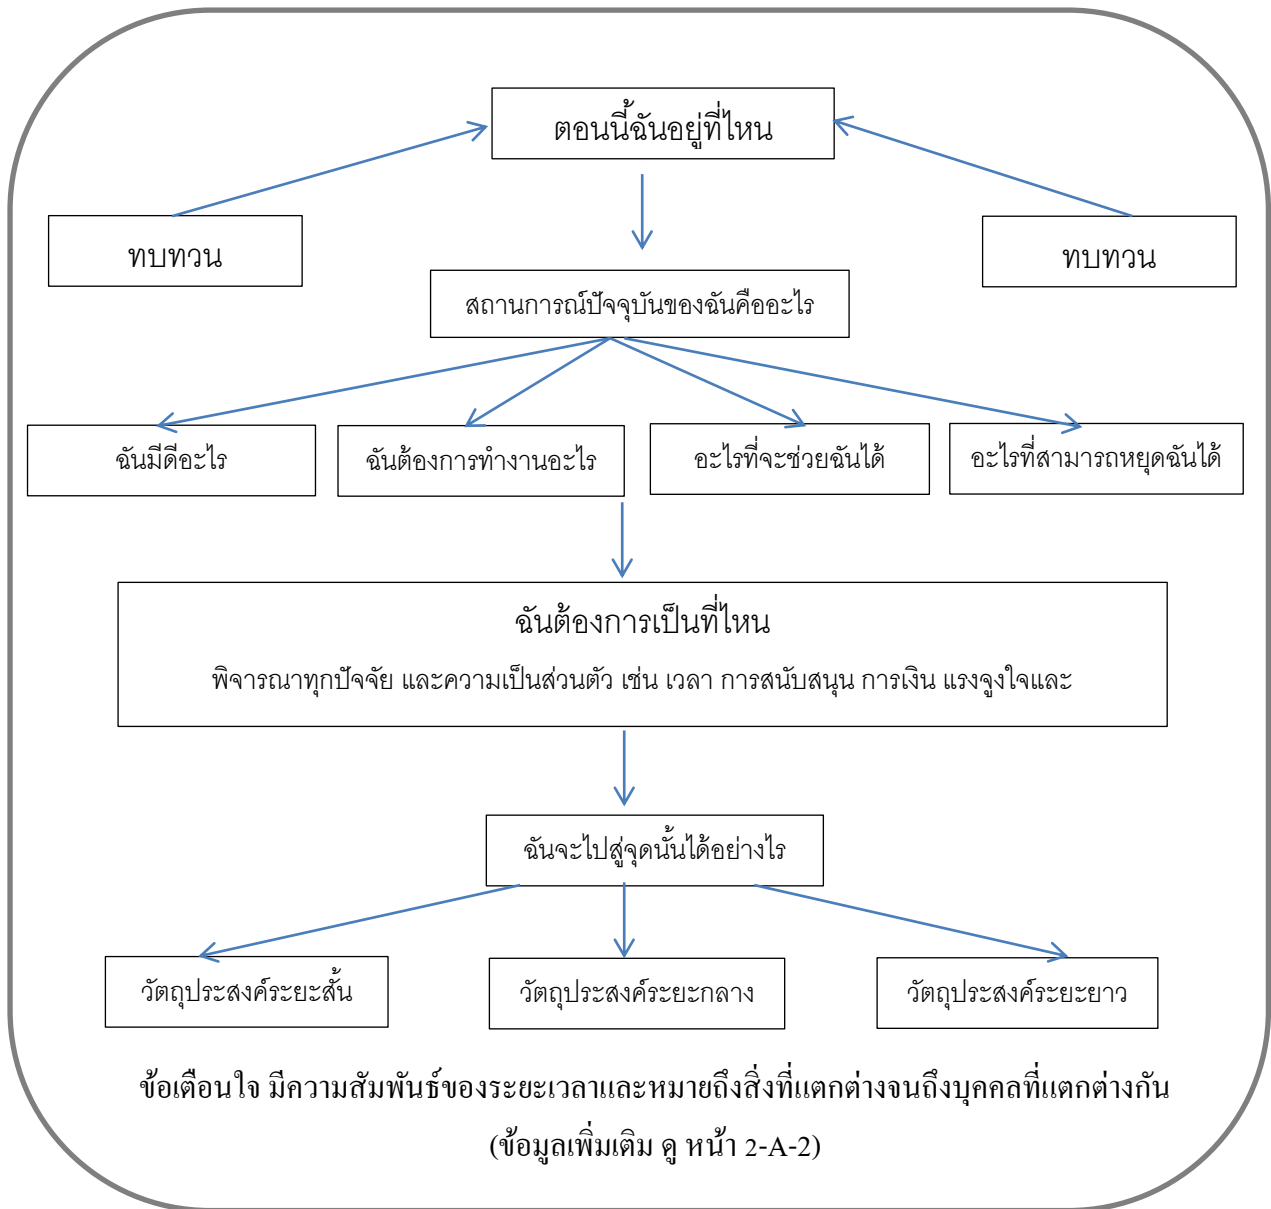 ตอนนี้ฉันอยู่ที่ไหน
ทบทวน
ทบทวน
สถานการณ์ปัจจุบันของฉันคืออะไร
ฉันมีดีอะไร
ฉันต้องการทำงานอะไร
อะไรที่จะช่วยฉันได้
อะไรที่สามารถหยุดฉันได้
ฉันต้องการเป็นที่ไหน
พิจารณาทุกปัจจัย และความเป็นส่วนตัว เช่น เวลา การสนับสนุน การเงิน แรงจูงใจและ
ฉันจะไปสู่จุดนั้นได้อย่างไร
วัตถุประสงค์ระยะสั้น
วัตถุประสงค์ระยะกลาง
วัตถุประสงค์ระยะยาว
ข้อเตือนใจ มีความสัมพันธ์ของระยะเวลาและหมายถึงสิ่งที่แตกต่างจนถึงบุคคลที่แตกต่างกัน
(ข้อมูลเพิ่มเติม ดู หน้า 2-A-2)